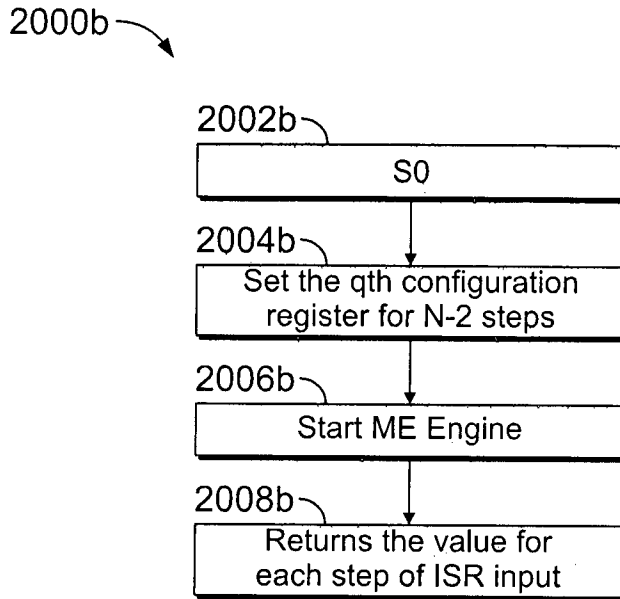 2000b
2002b
S0
2004b
Set the qth configuration
register for N-2 steps
2006b
Start ME Engine
2008b
Returns the value for
each step of ISR input